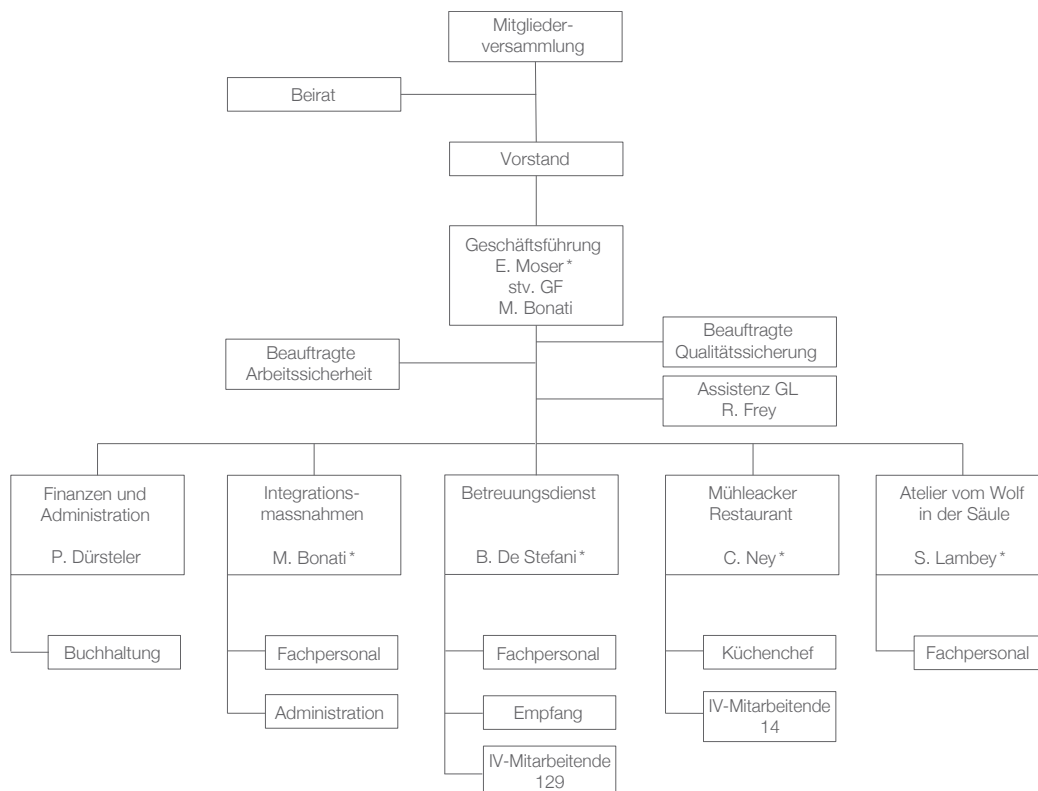 Mitglieder-
versammlung
Beirat
Vorstand
Geschäftsführung
E. Moser*
stv. GF
M. Bonati
Beauftragte
Qualitätssicherung
Beauftragte
Arbeitssicherheit
Assistenz GL
R. Frey
Finanzen und
Administration
P. Dürsteler
Integrations-
massnahmen
M. Bonati*
Betreuungsdienst
B. De Stefani*
Mühleacker
Restaurant
C. Ney*
Atelier vom Wolf
in der Säule
S. Lambey*
Buchhaltung
Fachpersonal
Administration
Fachpersonal
Empfang
IV-Mitarbeitende
129
Küchenchef
IV-Mitarbeitende
14
Fachpersonal